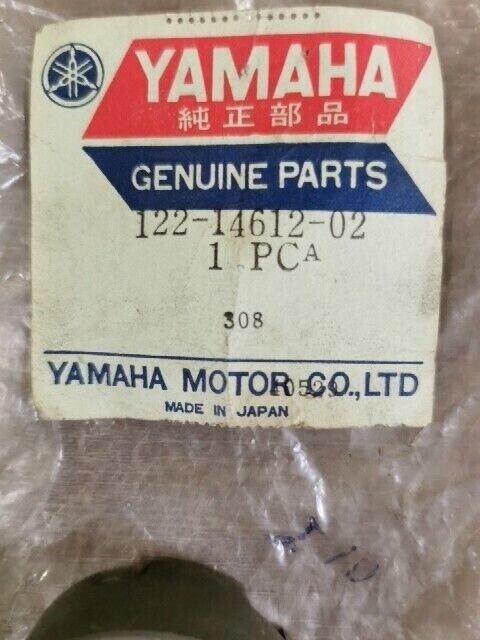 YAMAHA
純正部品
GENUINE PARTS
122-14612-02
1 PC A
308
YAMAHA MOTOR CO.,LTD
MADE IN JAPAN